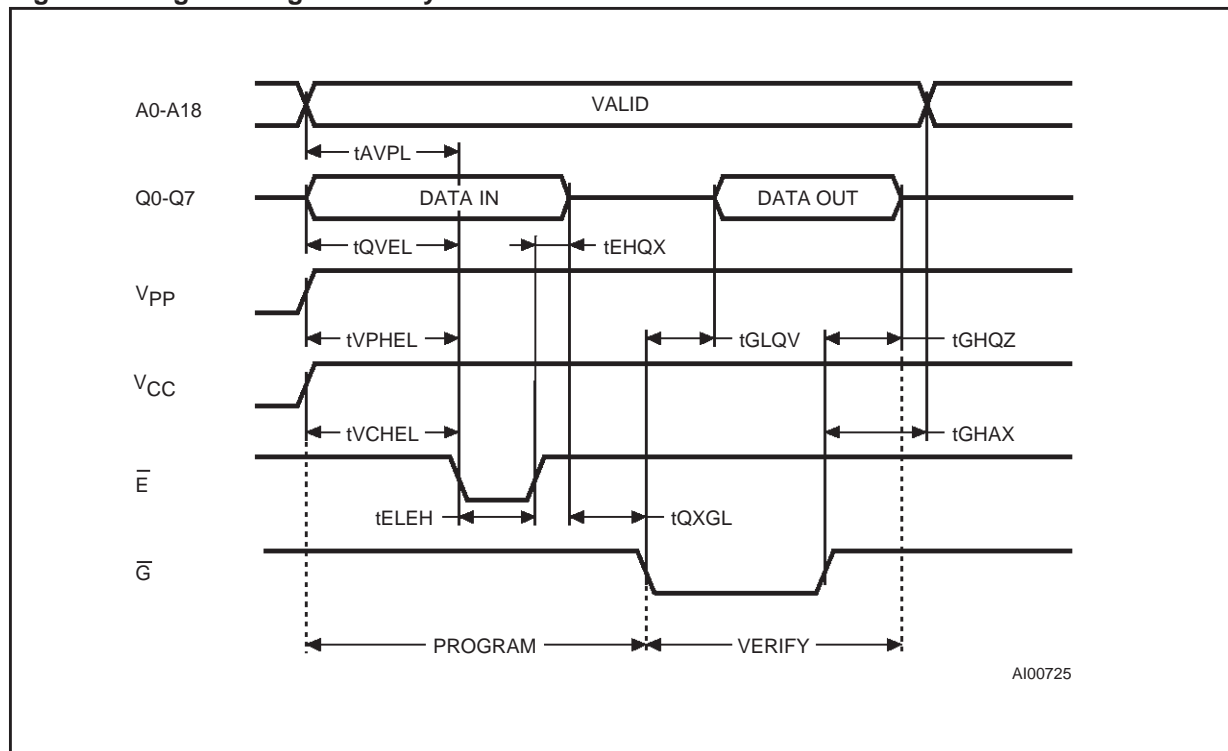 A0-A18
VALID
tAVPL
Q0-Q7
DATA IN
DATA OUT
tQVEL
tEHQX
VPP
tVPHEL
tGLQV
tGHQZ
VCC
tVCHEL
tGHAX
E̅
tELEH
tQXGL
G̅
PROGRAM
VERIFY
AI00725